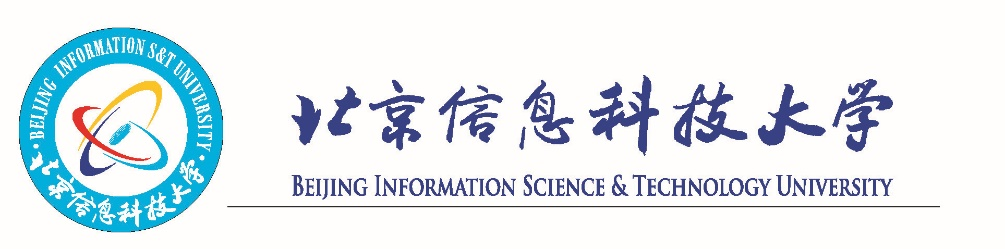 BEIJING INFORMATION S&T UNIVERSITY
北京信息科技大学
北京信息科技大学
BEIJING INFORMATION SCIENCE & TECHNOLOGY UNIVERSITY